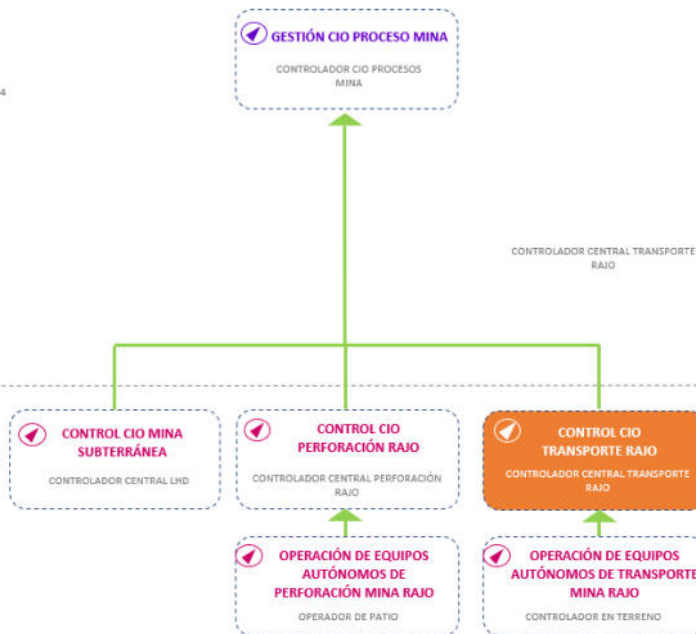 GESTIÓN CIO PROCESO MINA
CONTROLADOR CIO PROCESOS
MINA
4
CONTROLADOR CENTRAL TRANSPORTE
RAJO
CONTROL CIO MINA
SUBTERRÁNEA
CONTROLADOR CENTRAL LHD
CONTROL CIO
PERFORACIÓN RAJO
CONTROLADOR CENTRAL PERFORACIÓN
RAJO
CONTROL CIO
TRANSPORTE RAJO
CONTROLADOR CENTRAL TRANSPORTE
RAJO
OPERACIÓN DE EQUIPOS
AUTÓNOMOS DE
PERFORACIÓN MINA RAJO
OPERADOR DE PATIO
OPERACIÓN DE EQUIPOS
AUTÓNOMOS DE TRANSPORTE
MINA RAJO
CONTROLADOR EN TERRENO